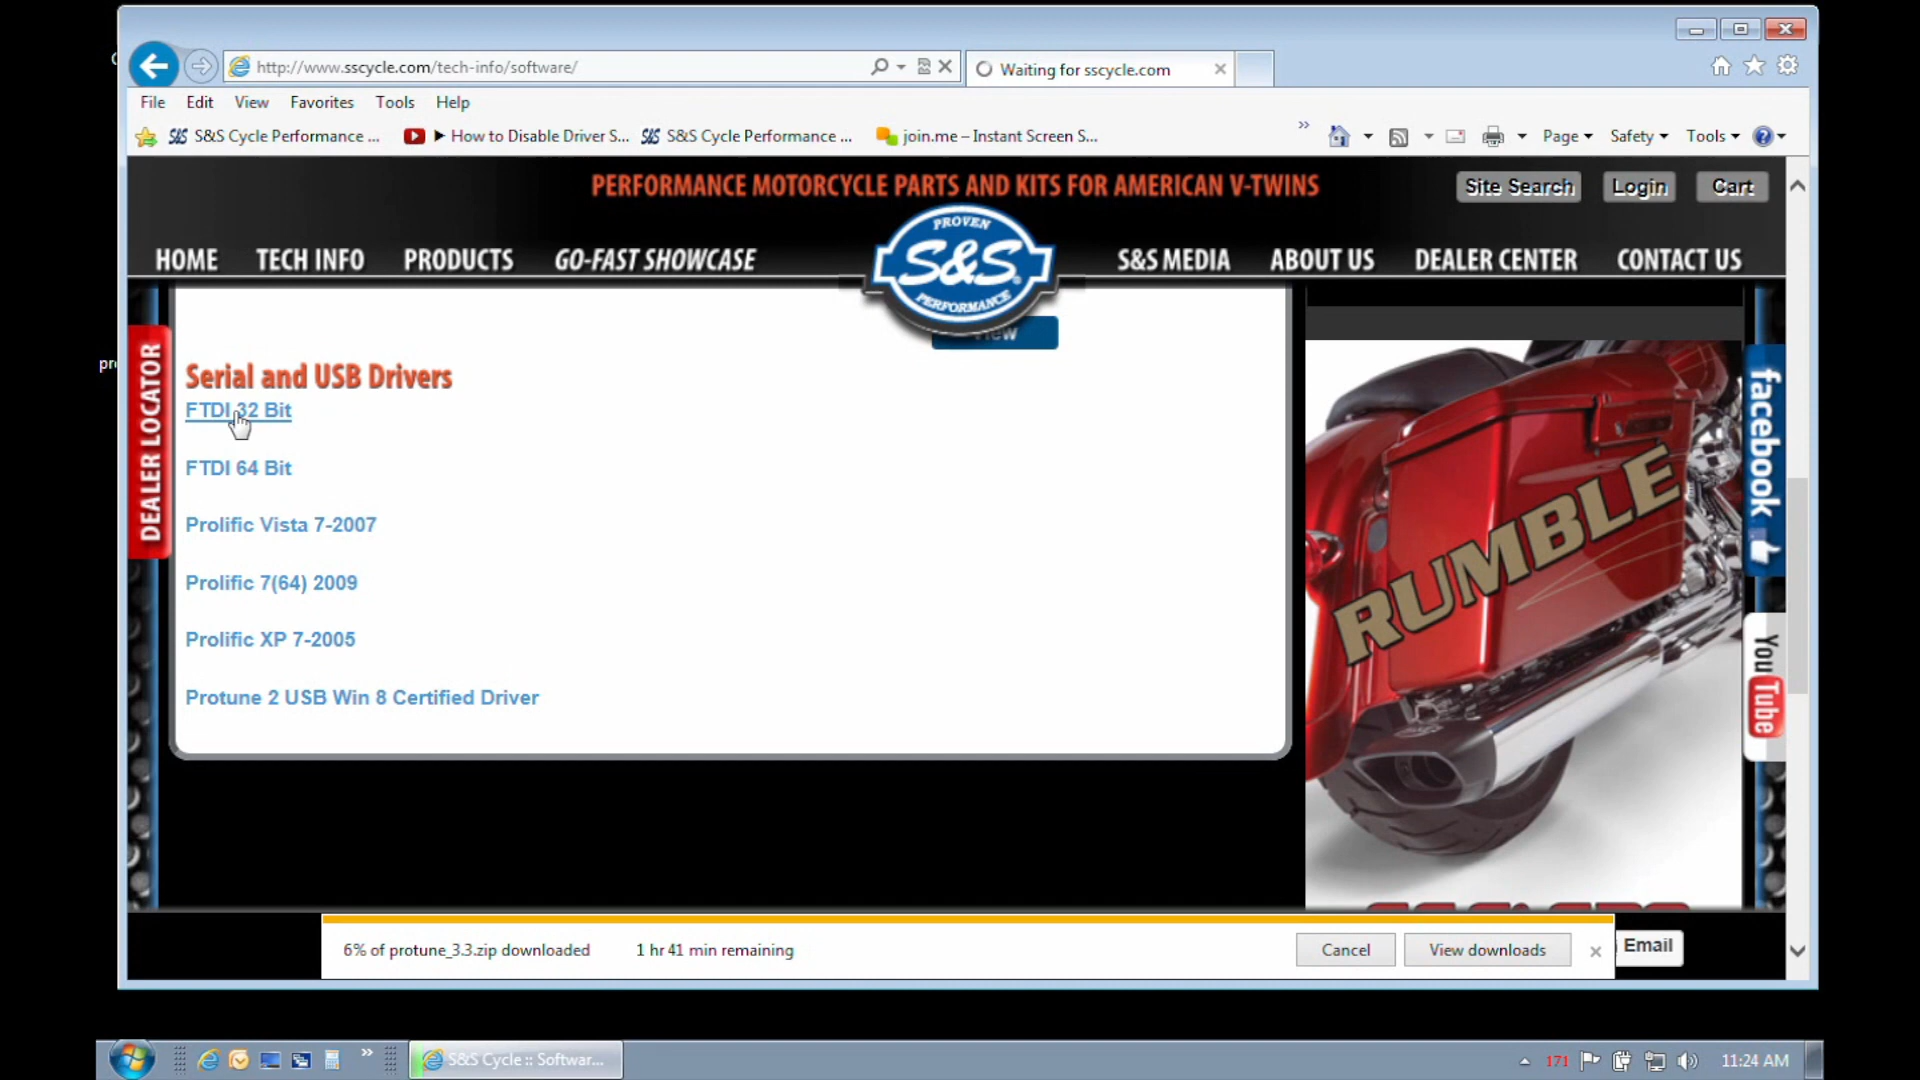 http://www.sscycle.com/tech-info/software/
Waiting for sscycle.com
File Edit View Favorites Tools Help
S&S Cycle Performance ... How to Disable Driver S... S&S Cycle Performance ... join.me – Instant Screen S... Page Safety Tools
PERFORMANCE MOTORCYCLE PARTS AND KITS FOR AMERICAN V-TWINS
Site Search Login Cart
HOME TECH INFO PRODUCTS GO-FAST SHOWCASE
PROVEN
S&S
PERFORMANCE
S&S MEDIA ABOUT US DEALER CENTER CONTACT US
View
DEALER LOCATOR
Serial and USB Drivers
FTDI 32 Bit
FTDI 64 Bit
Prolific Vista 7-2007
Prolific 7(64) 2009
Prolific XP 7-2005
Protune 2 USB Win 8 Certified Driver
RUMBLE
facebook
You Tube
6% of protune_3.3.zip downloaded 1 hr 41 min remaining Cancel View downloads
Email
S&S Cycle :: Softwar...
171
11:24 AM